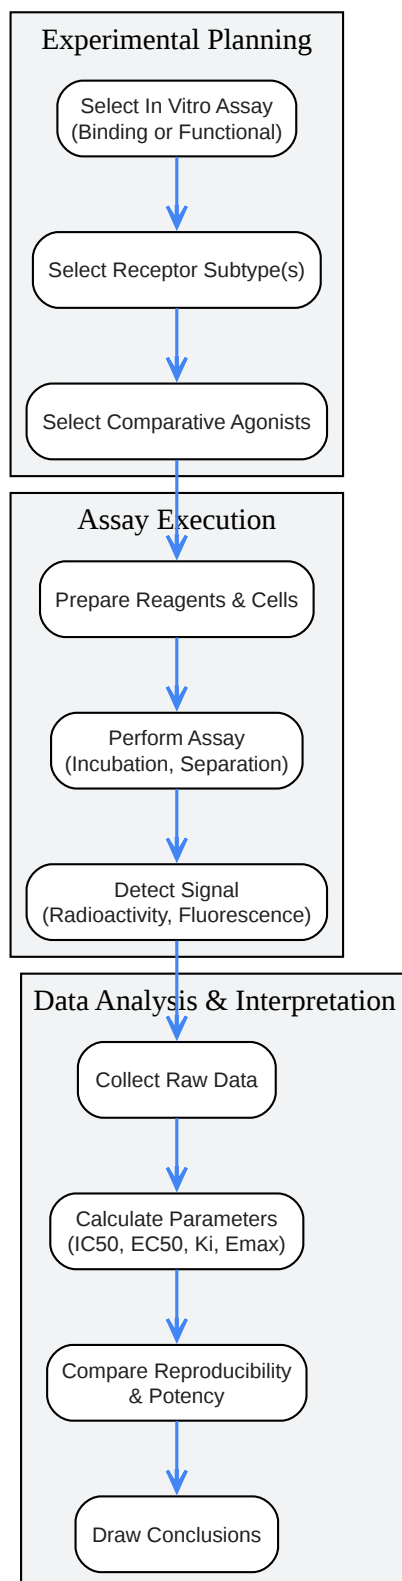 Experimental Planning
Select In Vitro Assay
(Binding or Functional)
Select Receptor Subtype(s)
Select Comparative Agonists
Assay Execution
Prepare Reagents & Cells
Perform Assay
(Incubation, Separation)
Detect Signal
(Radioactivity, Fluorescence)
Data Analysis & Interpretation
Collect Raw Data
Calculate Parameters
(IC50, EC50, Ki, Emax)
Compare Reproducibility
& Potency
Draw Conclusions